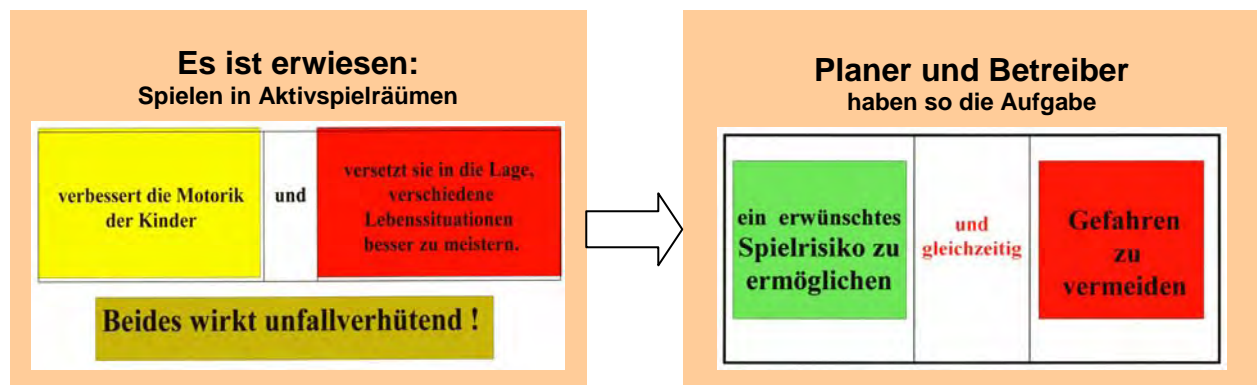 Es ist erwiesen:
Spielen in Aktivspielräümen
verbessert die Motorik
der Kinder
und
versetzt sie in die Lage,
verschiedene
Lebenssituationen
besser zu meistern.
Beides wirkt unfallverhütend !
Planer und Betreiber
haben so die Aufgabe
ein erwünschtes
Spielrisiko zu
ermöglichen
und
gleichzeitig
Gefahren
zu
vermeiden